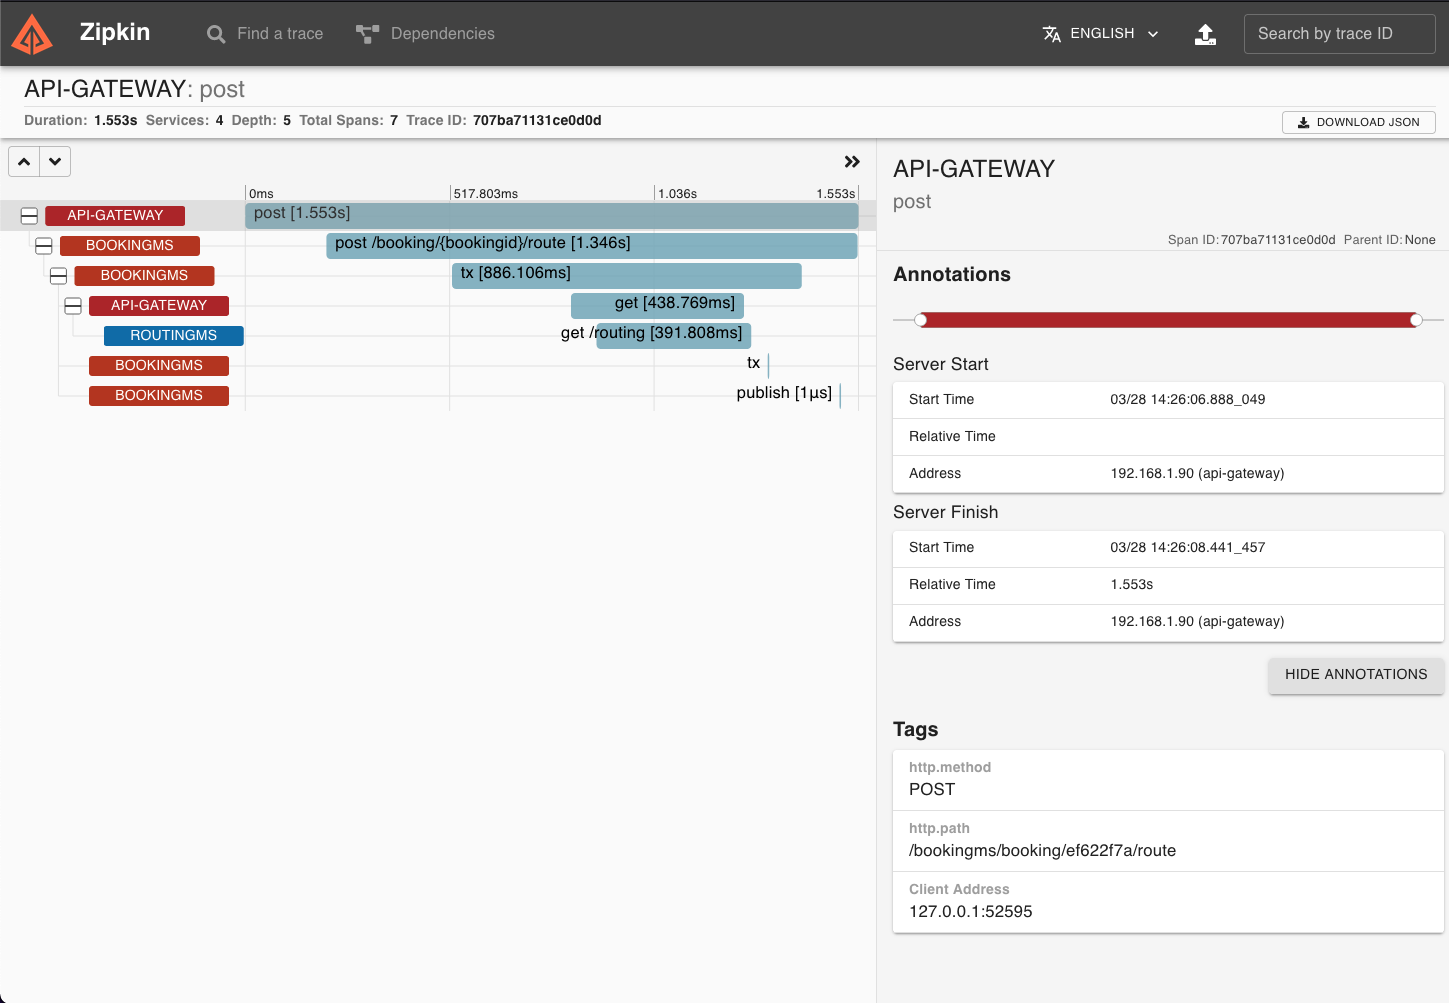 Zipkin
Find a trace
Dependencies
ENGLISH
Search by trace ID
API-GATEWAY: post
Duration: 1.553s Services: 4 Depth: 5 Total Spans: 7 Trace ID: 707ba71131ce0d0d
DOWNLOAD JSON
0ms 517.803ms 1.036s 1.553s
API-GATEWAY post [1.553s]
BOOKINGMS post /booking/{bookingid}/route [1.346s]
BOOKINGMS tx [886.106ms]
API-GATEWAY get [438.769ms]
ROUTINGMS get /routing [391.808ms]
BOOKINGMS tx
BOOKINGMS publish [1μs]
API-GATEWAY
post
Span ID: 707ba71131ce0d0d Parent ID: None
Annotations
Server Start
Start Time 03/28 14:26:06.888_049
Relative Time
Address 192.168.1.90 (api-gateway)
Server Finish
Start Time 03/28 14:26:08.441_457
Relative Time 1.553s
Address 192.168.1.90 (api-gateway)
HIDE ANNOTATIONS
Tags
http.method
POST
http.path
/bookingms/booking/ef622f7a/route
Client Address
127.0.0.1:52595